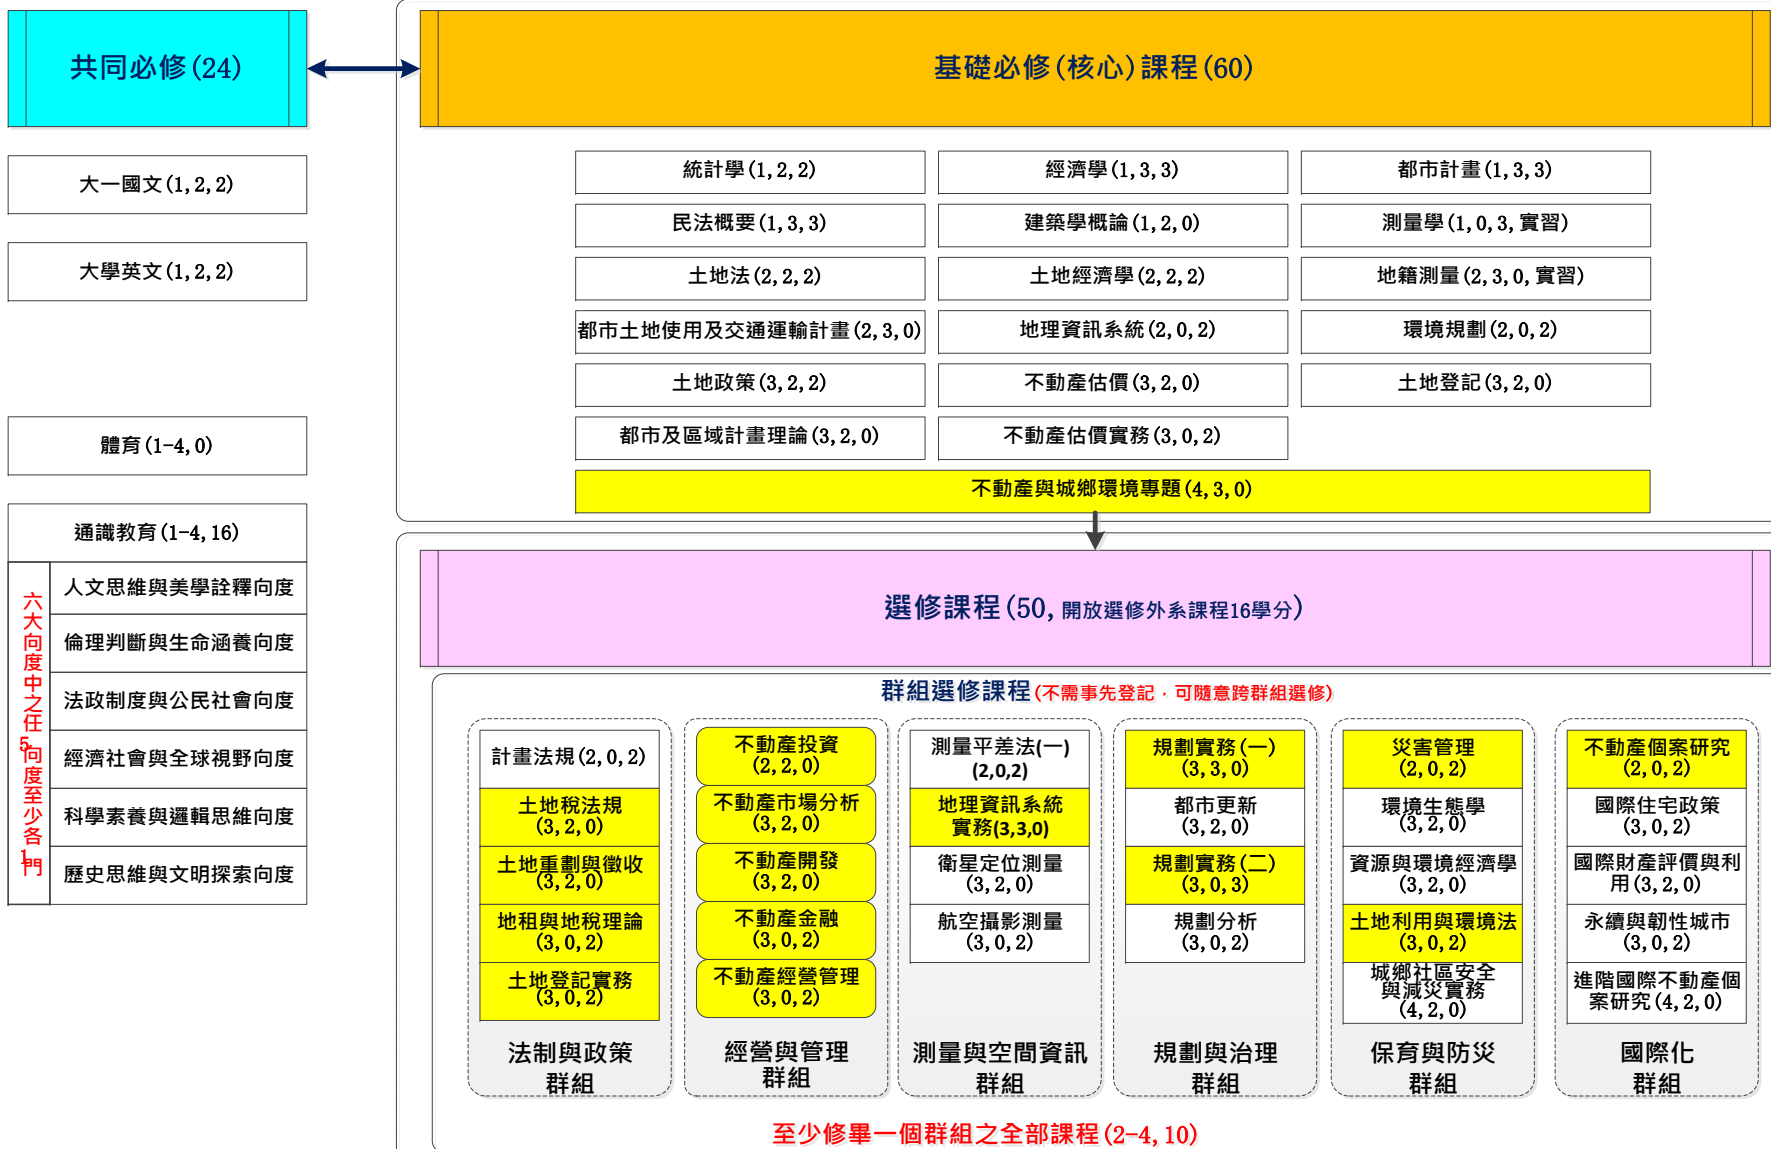 共同必修(24)
大一國文(1,2,2)
大學英文(1,2,2)
體育(1-4,0)
通識教育(1-4,16)
六大向度中之任5向度至少各1門
人文思維與美學詮釋向度
倫理判斷與生命涵養向度
法政制度與公民社會向度
經濟社會與全球視野向度
科學素養與邏輯思維向度
歷史思維與文明探索向度
基礎必修(核心)課程(60)
統計學(1,2,2)
經濟學(1,3,3)
都市計畫(1,3,3)
民法概要(1,3,3)
建築學概論(1,2,0)
測量學(1,0,3,實習)
土地法(2,2,2)
土地經濟學(2,2,2)
地籍測量(2,3,0,實習)
都市土地使用及交通運輸計畫(2,3,0)
地理資訊系統(2,0,2)
環境規劃(2,0,2)
土地政策(3,2,2)
不動產估價(3,2,0)
土地登記(3,2,0)
都市及區域計畫理論(3,2,0)
不動產估價實務(3,0,2)
不動產與城鄉環境專題(4,3,0)
選修課程(50,開放選修外系課程16學分)
群組選修課程(不需事先登記，可隨意跨群組選修)
計畫法規(2,0,2)
土地稅法規
(3,2,0)
土地重劃與徵收
(3,2,0)
地租與地稅理論
(3,0,2)
土地登記實務
(3,0,2)
法制與政策
群組
不動產投資
(2,2,0)
不動產市場分析
(3,2,0)
不動產開發
(3,2,0)
不動產金融
(3,0,2)
不動產經營管理
(3,0,2)
經營與管理
群組
測量平差法(一)
(2,0,2)
地理資訊系統
實務(3,3,0)
衛星定位測量
(3,2,0)
航空攝影測量
(3,0,2)
測量與空間資訊
群組
規劃實務(一)
(3,3,0)
都市更新
(3,2,0)
規劃實務(二)
(3,0,3)
規劃分析
(3,0,2)
規劃與治理
群組
災害管理
(2,0,2)
環境生態學
(3,2,0)
資源與環境經濟學
(3,2,0)
土地利用與環境法
(3,0,2)
城鄉社區安全
與減災實務
(4,2,0)
保育與防災
群組
不動產個案研究
(2,0,2)
國際住宅政策
(3,0,2)
國際財產評價與利
用(3,2,0)
永續與韌性城市
(3,0,2)
進階國際不動產個
案研究(4,2,0)
國際化
群組
至少修畢一個群組之全部課程(2-4,10)